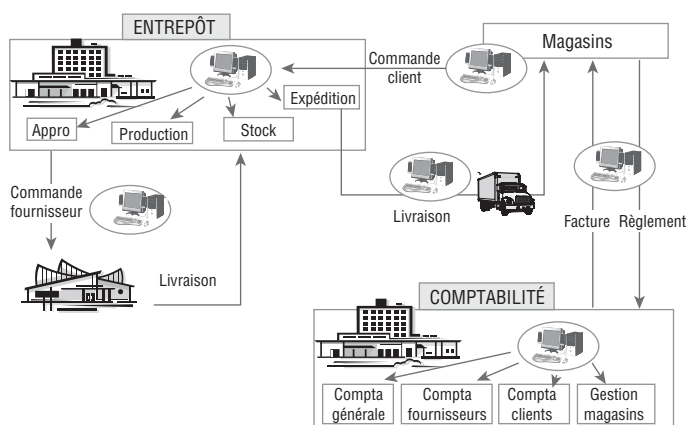 ENTREPÔT
Magasins
Commande
client
Expédition
Appro
Production
Stock
Commande
fournisseur
Livraison
Facture
Règlement
Livraison
COMPTABILITÉ
Compta
générale
Compta
fournisseurs
Compta
clients
Gestion
magasins